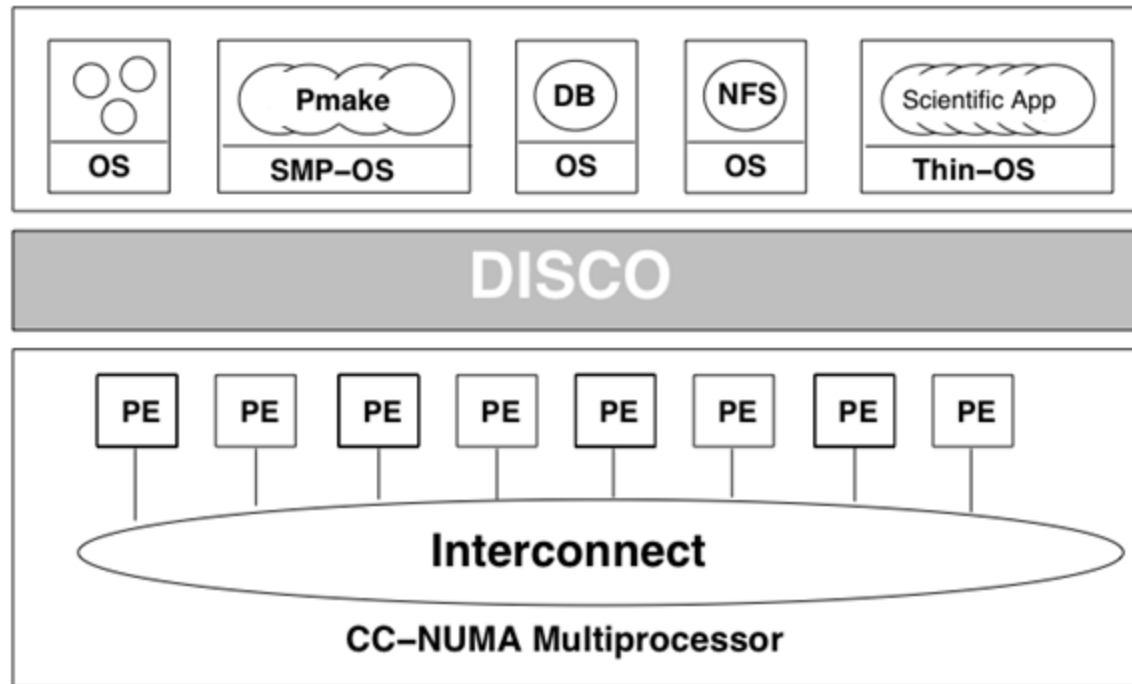 Pmake
DB
NFS
Scientific App
OS
SMP–OS
OS
OS
Thin–OS
DISCO
PE
PE
PE
PE
PE
PE
PE
PE
Interconnect
CC–NUMA Multiprocessor